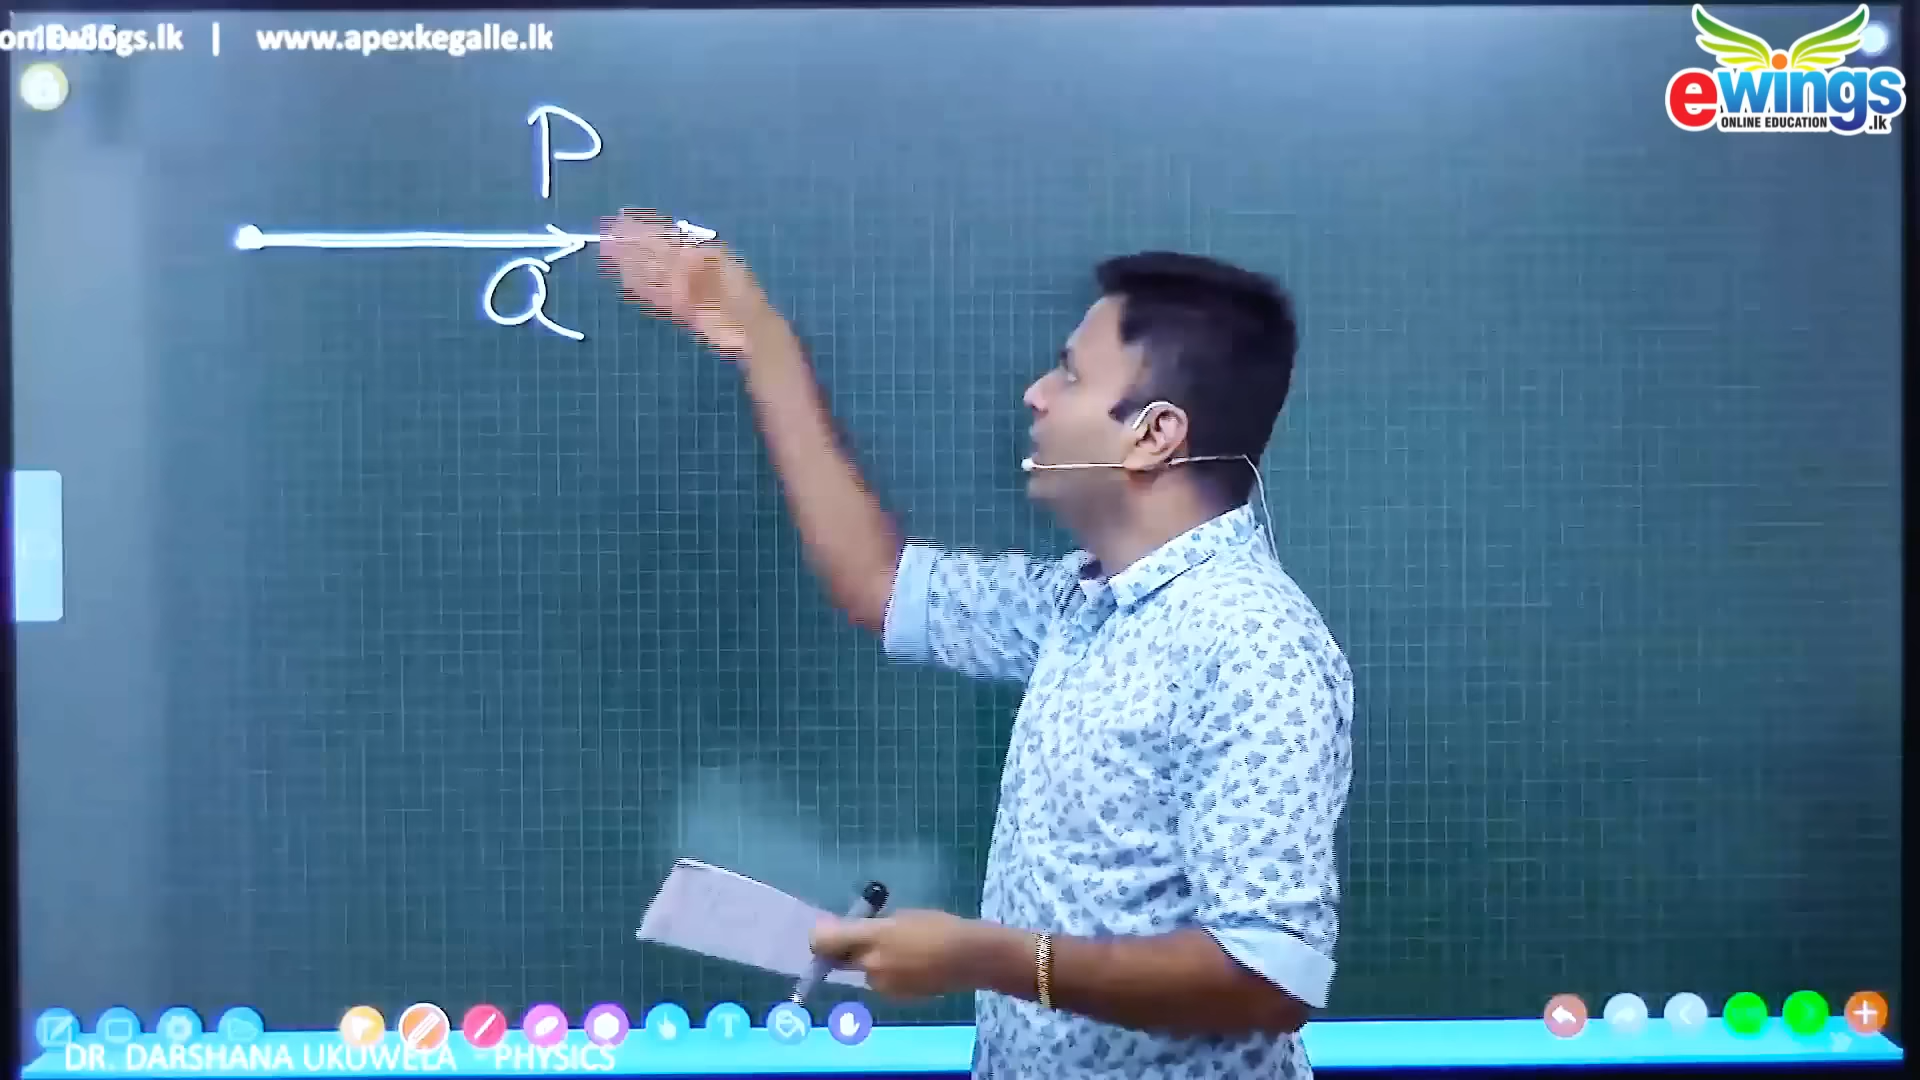 www.apexkegalle.lk
ewings
ONLINE EDUCATION .lk
P
Q
DR. DARSHANA UKUWELA - PHYSICS